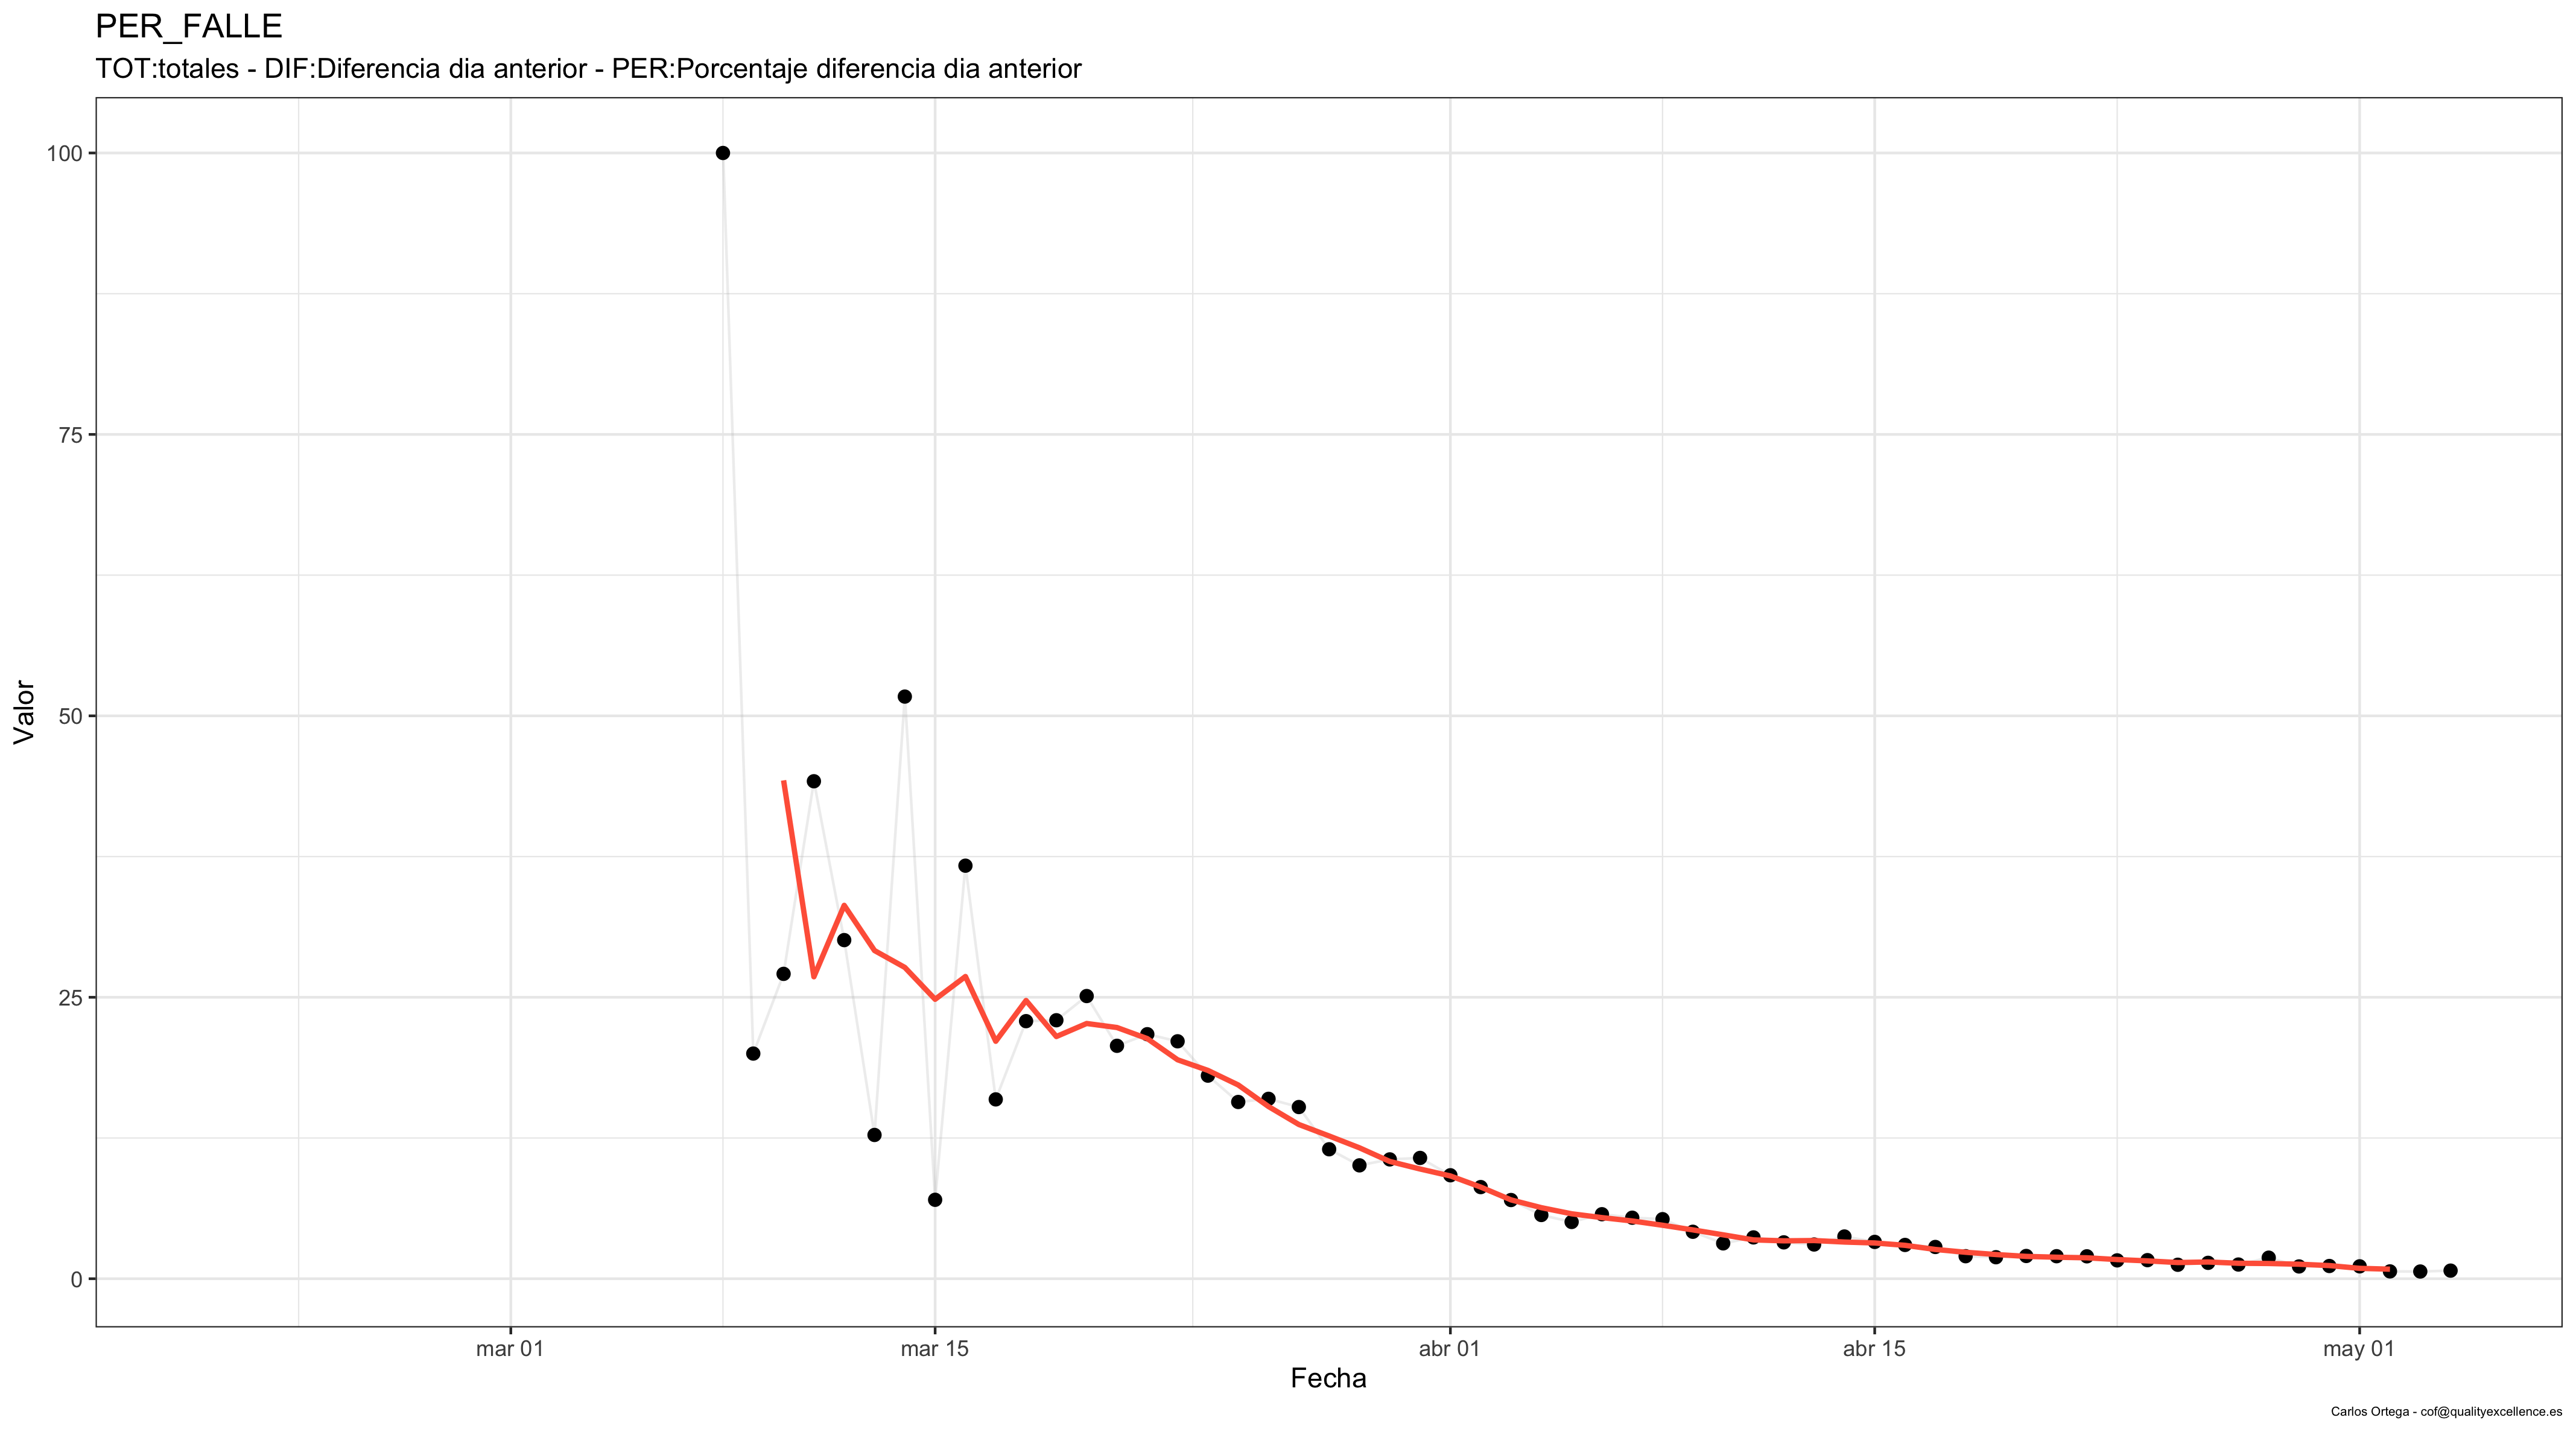 PER_FALLE
TOT:totales - DIF:Diferencia dia anterior - PER:Porcentaje diferencia dia anterior
Valor
100
75
50
25
0
mar 01
mar 15
abr 01
abr 15
may 01
Fecha
Carlos Ortega - cof@qualityexcellence.es